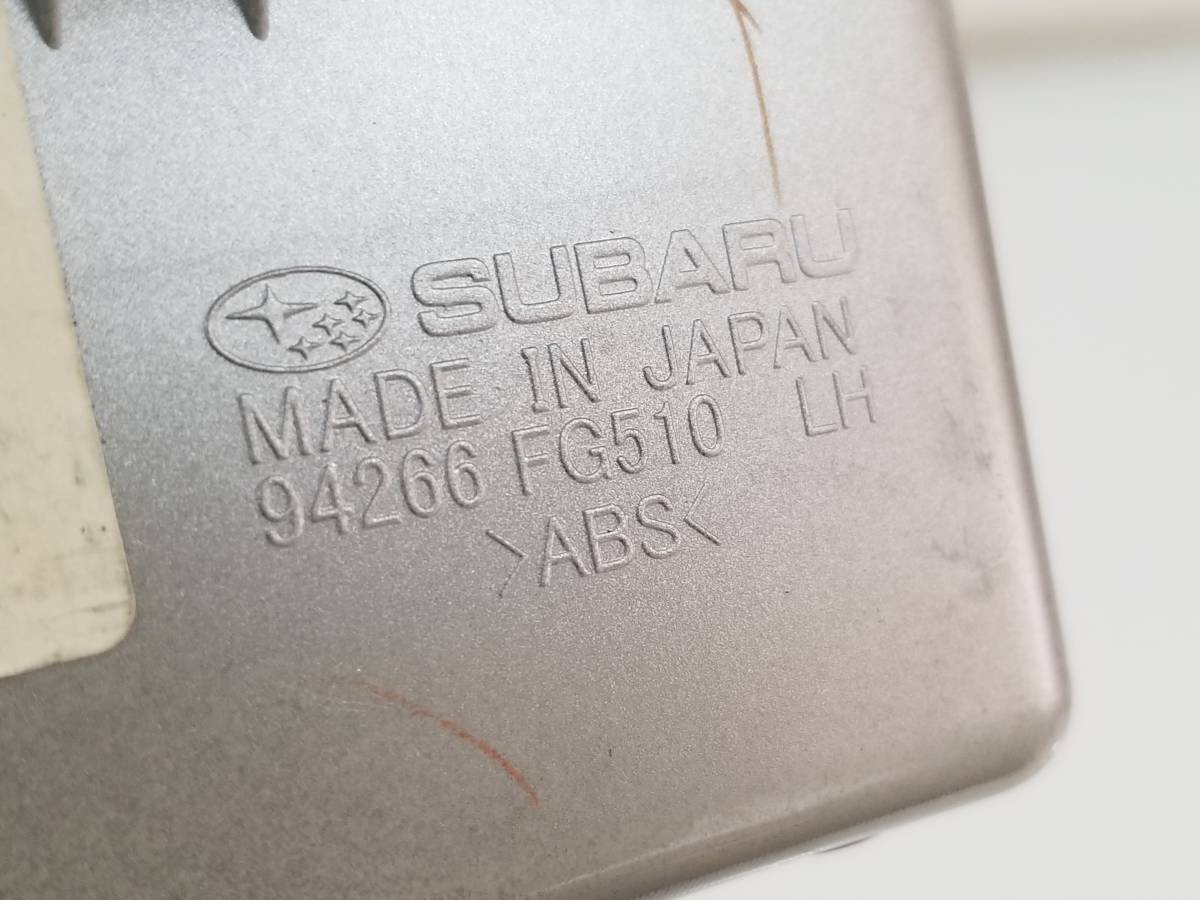 SUBARU
MADE IN JAPAN
94266 FG510 LH
>ABS<